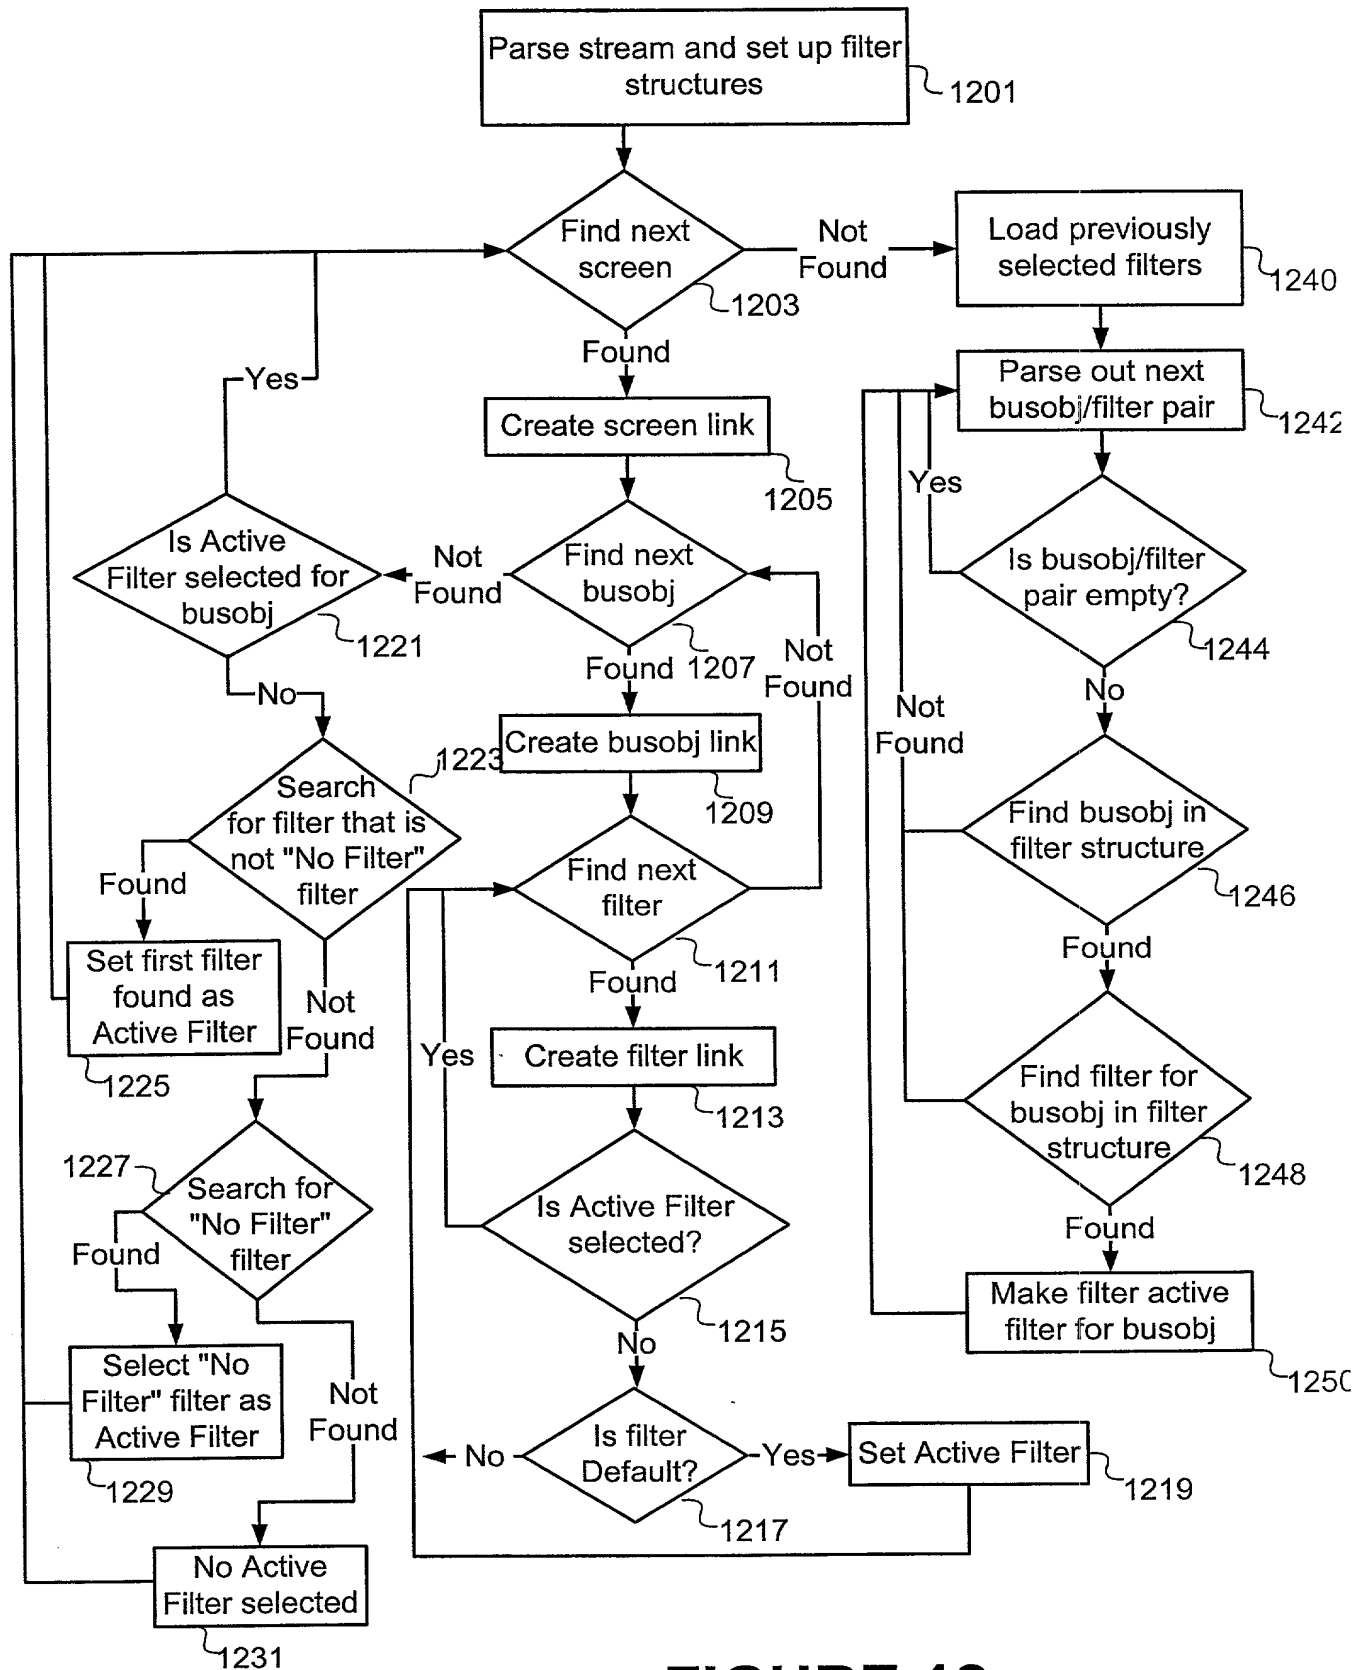 Parse stream and set up filter
structures
1201
Find next
screen
1203
Not
Found
Load previously
selected filters
1240
Found
Create screen link
1205
Parse out next
busobj/filter pair
1242
Yes
Is Active
Filter selected for
busobj
1221
Not
Found
Find next
busobj
1207
Yes
Is busobj/filter
pair empty?
1244
No
Found
Not
Found
No
Create busobj link
1209
Not
Found
Search
for filter that is
not "No Filter"
filter
1223
Find next
filter
1211
Find busobj in
filter structure
1246
Found
Found
Found
Set first filter
found as
Active Filter
1225
Not
Found
Yes
Create filter link
1213
Find filter for
busobj in filter
structure
1248
Search for
"No Filter"
filter
1227
Is Active Filter
selected?
1215
Found
Found
Make filter active
filter for busobj
1250
No
Select "No
Filter" filter as
Active Filter
1229
Not
Found
No
Is filter
Default?
1217
Yes
Set Active Filter
1219
No Active
Filter selected
1231